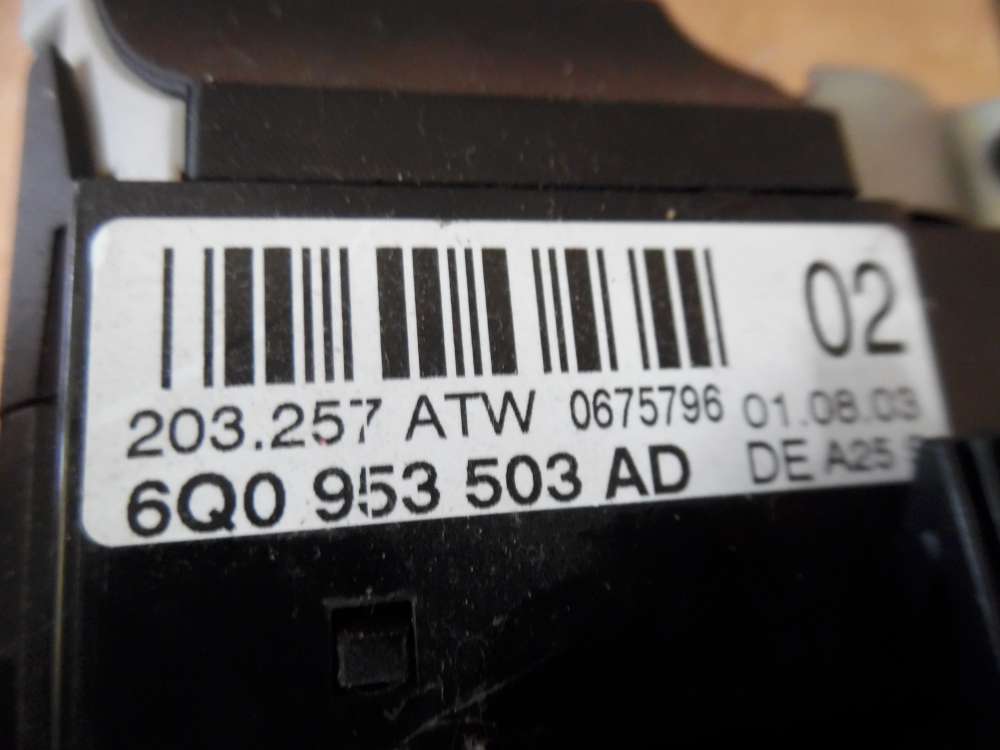 02
203.257 ATW 0675796 01.08.03
6Q0 953 503 AD DE A25